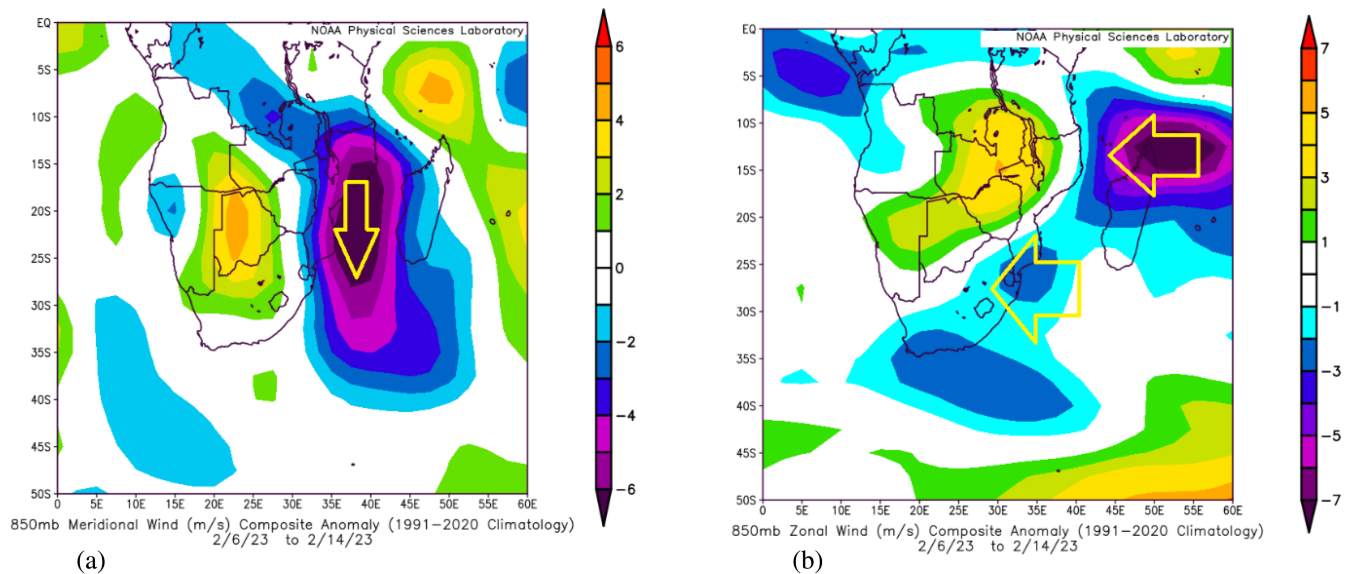 NOAA Physical Sciences Laboratory
EQ
5S
10S
15S
20S
25S
30S
35S
40S
45S
50S
0 5E 10E 15E 20E 25E 30E 35E 40E 45E 50E 55E 60E
6
4
2
0
-2
-4
-6
850mb Meridional Wind (m/s) Composite Anomaly (1991-2020 Climatology)
2/6/23 to 2/14/23
(a)
NOAA Physical Sciences Laboratory
EQ
5S
10S
15S
20S
25S
30S
35S
40S
45S
50S
0 5E 10E 15E 20E 25E 30E 35E 40E 45E 50E 55E 60E
7
5
3
1
-1
-3
-5
-7
850mb Zonal Wind (m/s) Composite Anomaly (1991-2020 Climatology)
2/6/23 to 2/14/23
(b)